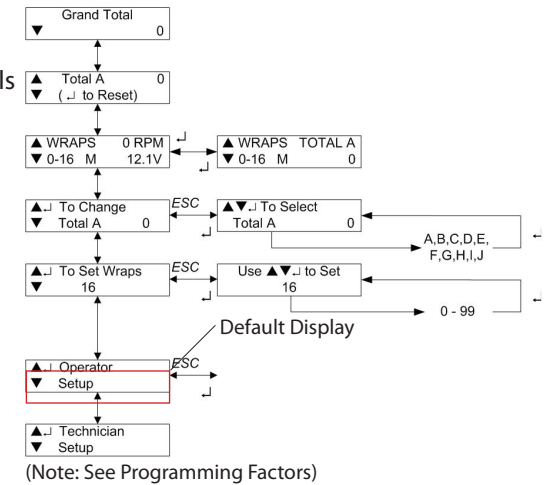 Grand Total
▼ 0
ls
▲ Total A 0
▼ (↵ to Reset)
▲ WRAPS 0 RPM
▼ 0-16 M 12.1V
↵
↵
▲ WRAPS TOTAL A
▼ 0-16 M 0
▲↵ To Change
▼ Total A 0
ESC
↵
▲▼↵ To Select
Total A 0
A,B,C,D,E,
F,G,H,I,J
↵
▲↵ To Set Wraps
▼ 16
ESC
↵
Use ▲▼↵ to Set
16
0 - 99
↵
Default Display
▲↵ Operator
▼ Setup
ESC
↵
▲↵ Technician
▼ Setup
(Note: See Programming Factors)